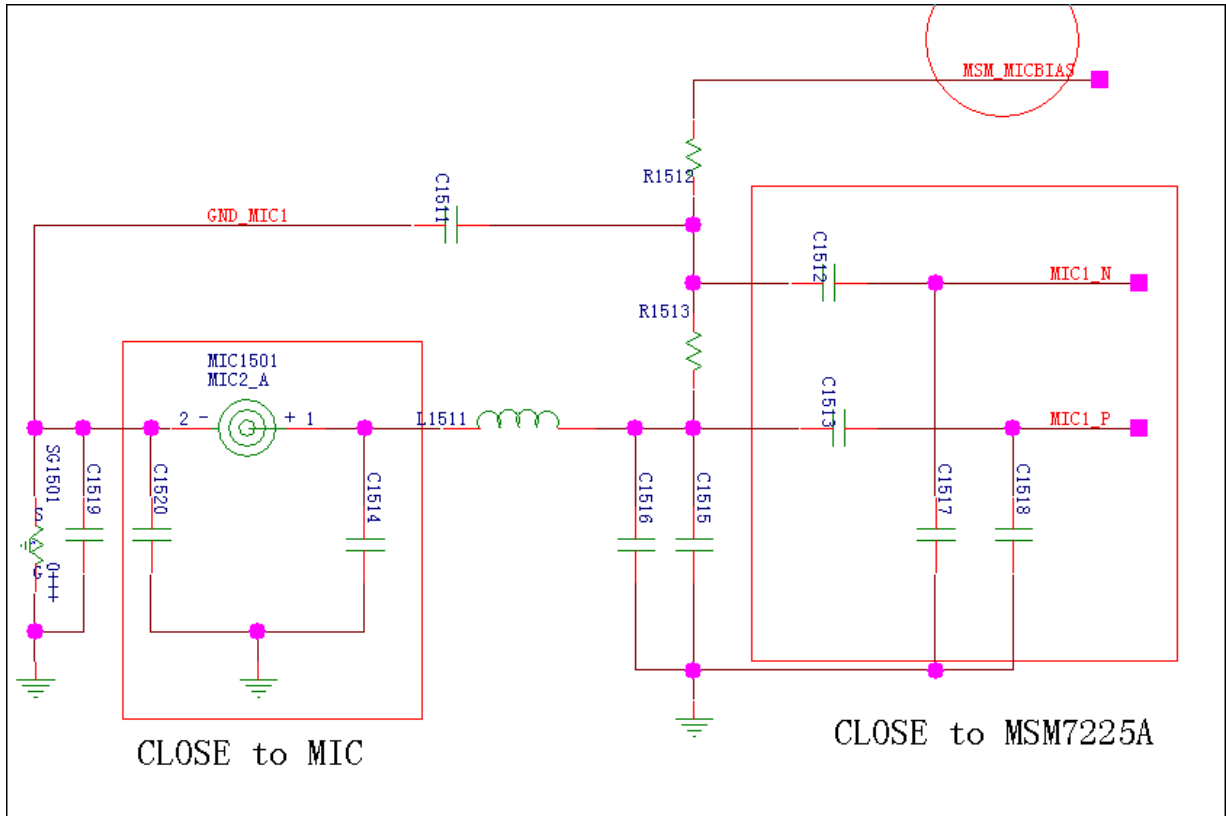 MSM_MICBIAS
R1512
C1511
GND_MIC1
C1512
MIC1_N
R1513
MIC1501
MIC2_A
2 -
+ 1
L1511
C1513
MIC1_P
SG1501
C1519
C1520
C1514
C1516
C1515
C1517
C1518
S
G
CLOSE to MIC
CLOSE to MSM7225A